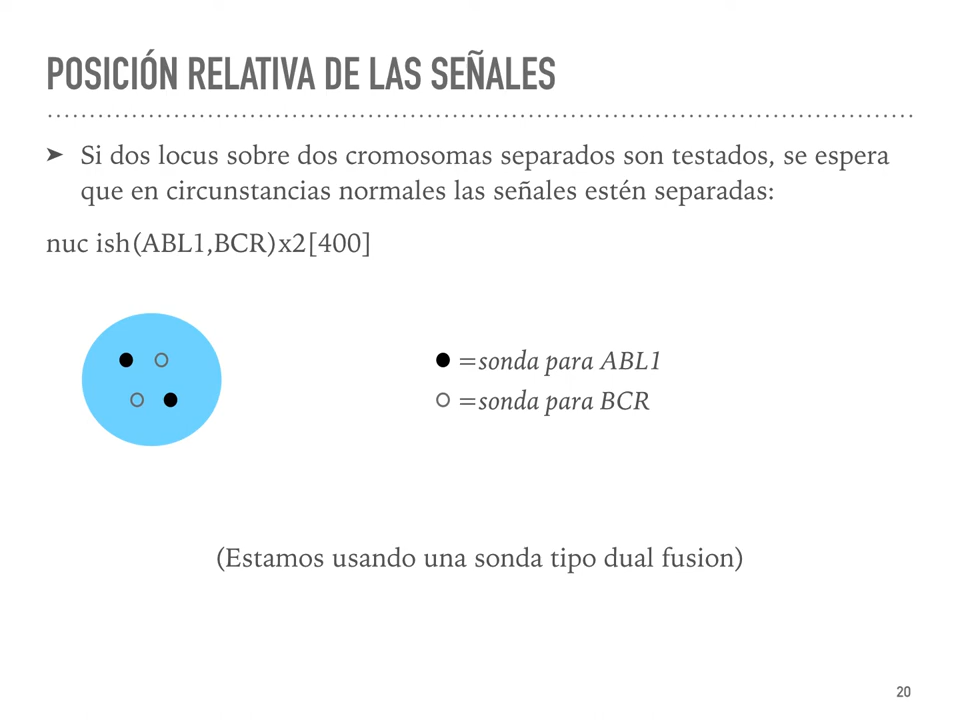 POSICIÓN RELATIVA DE LAS SEÑALES
➤ Si dos locus sobre dos cromosomas separados son testados, se espera
que en circunstancias normales las señales estén separadas:
nuc ish(ABL1,BCR)x2[400]
=sonda para ABL1
=sonda para BCR
(Estamos usando una sonda tipo dual fusion)
20